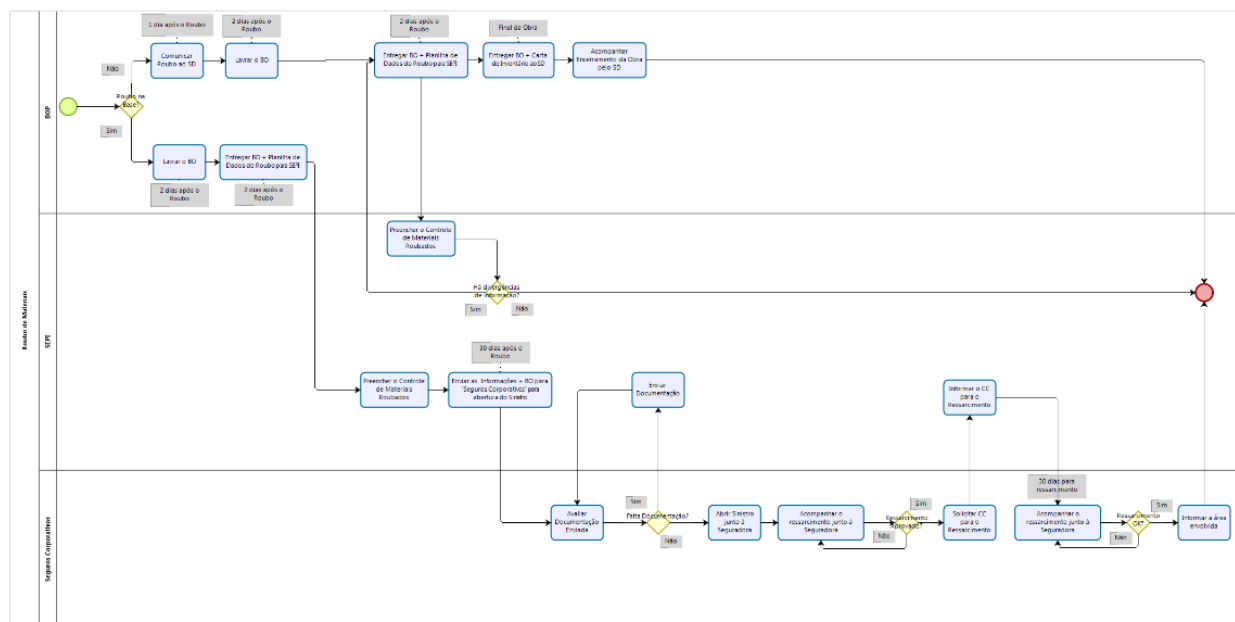 Roubo de Materiais
BOP
SEPI
Seguros Corporativos
1 dia após o Roubo
2 dias após o
Roubo
2 dias após o
Roubo
Final da Obra
Comunicar
Roubo ao SD
Lavrar o BO
Entregar BO + Planilha de
Dados do Roubo para SEPI
Entregar BO + Carta
de Inventário ao SD
Acompanhar
Encerramento da Obra
pelo SD
Não
Roubo na
Base?
Sim
Lavrar o BO
Entregar BO + Planilha de
Dados do Roubo para SEPI
2 dias após o
Roubo
2 dias após o
Roubo
Preencher o Controle
de Materiais
Roubados
Há divergências
de informação?
Sim
Não
30 dias após o
Roubo
Preencher o Controle
de Materiais
Roubados
Enviar as Informações + BO para
"Seguros Corporativos" para
abertura do Sinistro
Enviar
Documentação
Informar o CC
para o
Ressarcimento
Avaliar
Documentação
Enviada
Sim
Falta Documentação?
Não
Abrir Sinistro
junto à
Seguradora
Acompanhar o
ressarcimento junto à
Seguradora
Sim
Ressarcimento
Aprovado?
Não
Solicitar CC
para o
Ressarcimento
30 dias para
ressarcimento
Acompanhar o
ressarcimento junto à
Seguradora
Sim
Ressarcimento
OK?
Não
Informar a área
envolvida